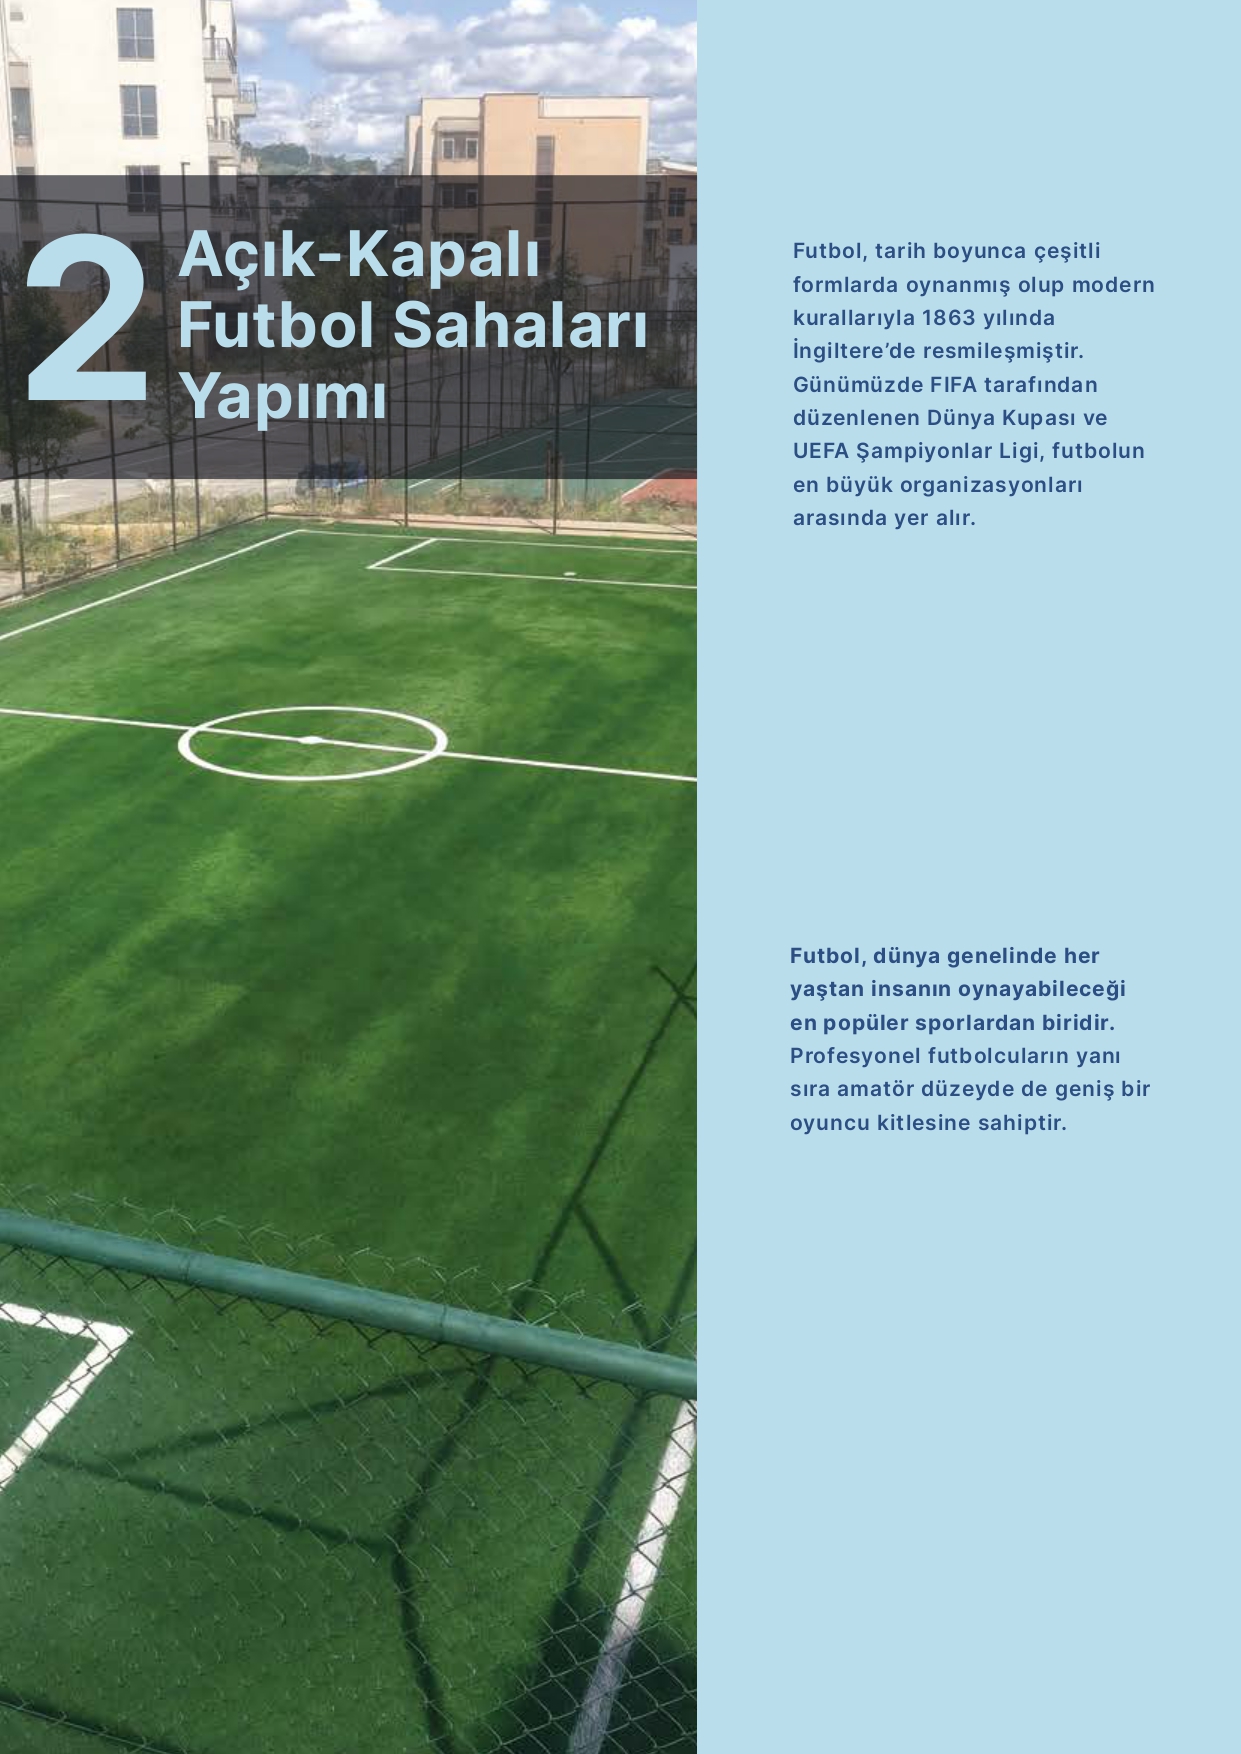 2
Açık-Kapalı
Futbol Sahaları
Yapımı
Futbol, tarih boyunca çeşitli
formlarda oynanmış olup modern
kurallarıyla 1863 yılında
İngiltere’de resmileşmiştir.
Günümüzde FIFA tarafından
düzenlenen Dünya Kupası ve
UEFA Şampiyonlar Ligi, futbolun
en büyük organizasyonları
arasında yer alır.
Futbol, dünya genelinde her
yaştan insanın oynayabileceği
en popüler sporlardan biridir.
Profesyonel futbolcuların yanı
sıra amatör düzeyde de geniş bir
oyuncu kitlesine sahiptir.